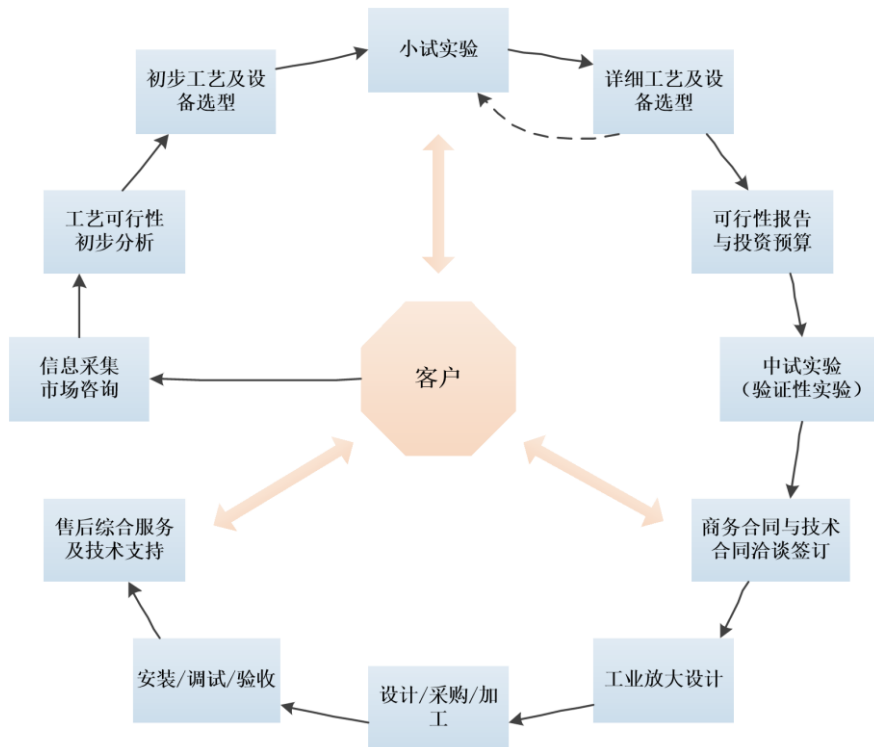 小试实验
初步工艺及设
备选型
详细工艺及设
备选型
工艺可行性
初步分析
可行性报告
与投资预算
信息采集
市场咨询
客户
中试实验
（验证性实验）
售后综合服务
及技术支持
商务合同与技术
合同洽谈签订
安装/调试/验收
设计/采购/加
工
工业放大设计